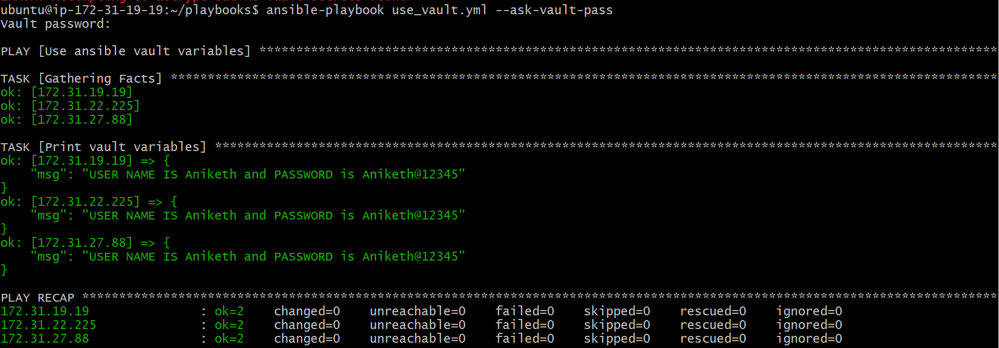 ubuntu@ip-172-31-19-19:~/playbooks$ ansible-playbook use_vault.yml --ask-vault-pass
Vault password:
PLAY [Use ansible vault variables] ****************************************************************************************************
TASK [Gathering Facts] ****************************************************************************************************************
ok: [172.31.19.19]
ok: [172.31.22.225]
ok: [172.31.27.88]
TASK [Print vault variables] **********************************************************************************************************
ok: [172.31.19.19] => {
    "msg": "USER NAME IS Aniketh and PASSWORD is Aniketh@12345"
}
ok: [172.31.22.225] => {
    "msg": "USER NAME IS Aniketh and PASSWORD is Aniketh@12345"
}
ok: [172.31.27.88] => {
    "msg": "USER NAME IS Aniketh and PASSWORD is Aniketh@12345"
}
PLAY RECAP ****************************************************************************************************************************
172.31.19.19               : ok=2    changed=0    unreachable=0    failed=0    skipped=0    rescued=0    ignored=0
172.31.22.225              : ok=2    changed=0    unreachable=0    failed=0    skipped=0    rescued=0    ignored=0
172.31.27.88               : ok=2    changed=0    unreachable=0    failed=0    skipped=0    rescued=0    ignored=0